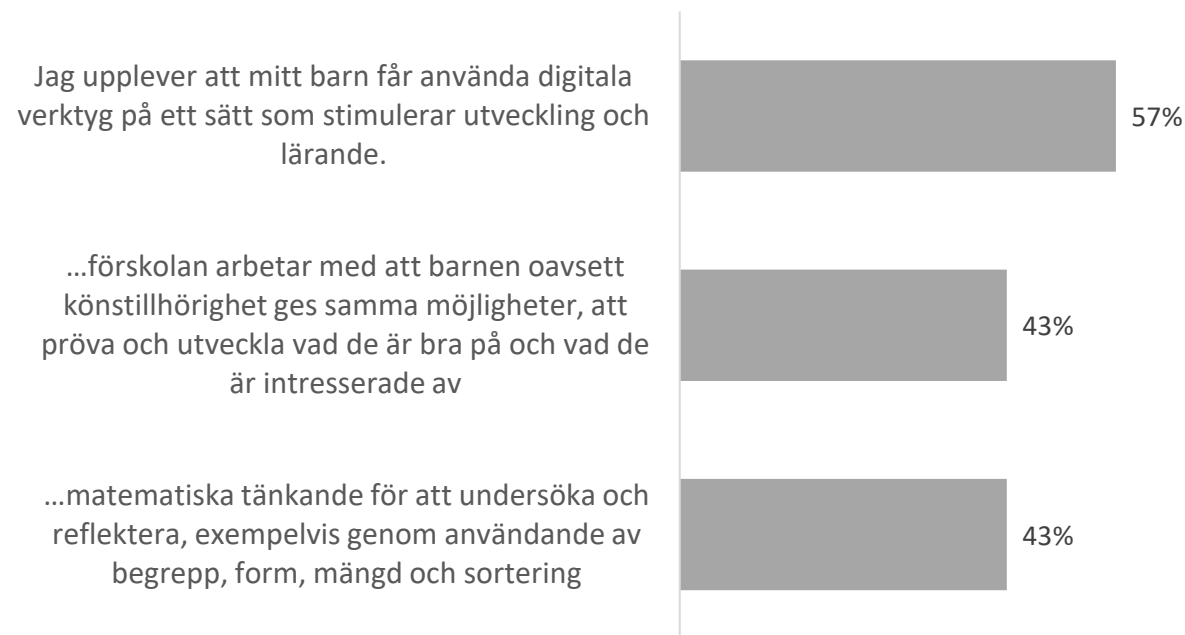 Jag upplever att mitt barn får använda digitala
verktyg på ett sätt som stimulerar utveckling och
lärande.
57%
…förskolan arbetar med att barnen oavsett
könstillhörighet ges samma möjligheter, att
pröva och utveckla vad de är bra på och vad de
är intresserade av
43%
…matematiska tänkande för att undersöka och
reflektera, exempelvis genom användande av
begrepp, form, mängd och sortering
43%